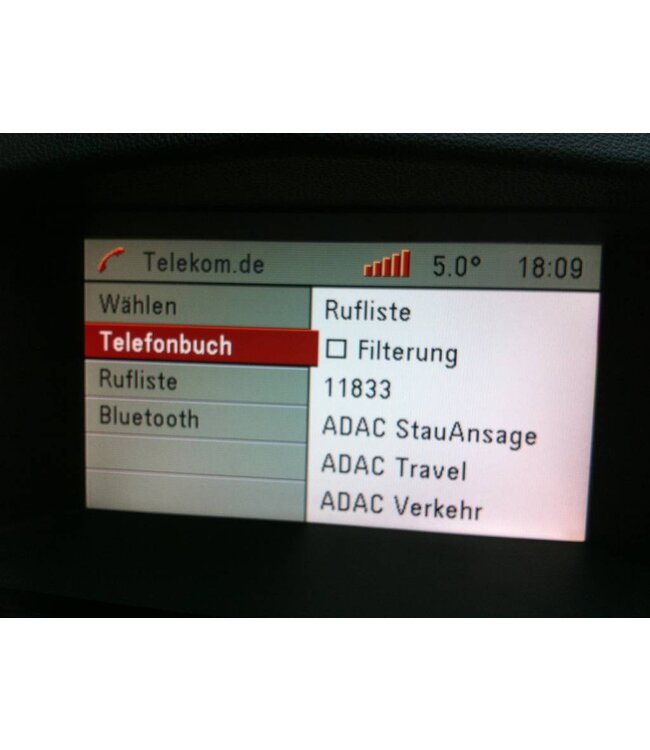 Telekom.de 5.0° 18:09
Wählen
Telefonbuch
Rufliste
Bluetooth
Rufliste
Filterung
11833
ADAC StauAnsage
ADAC Travel
ADAC Verkehr